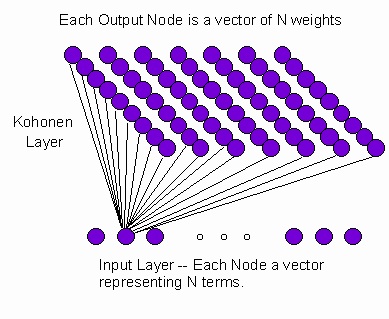 Each Output Node is a vector of N weights
Kohonen
Layer
Input Layer -- Each Node a vector
representing N terms.